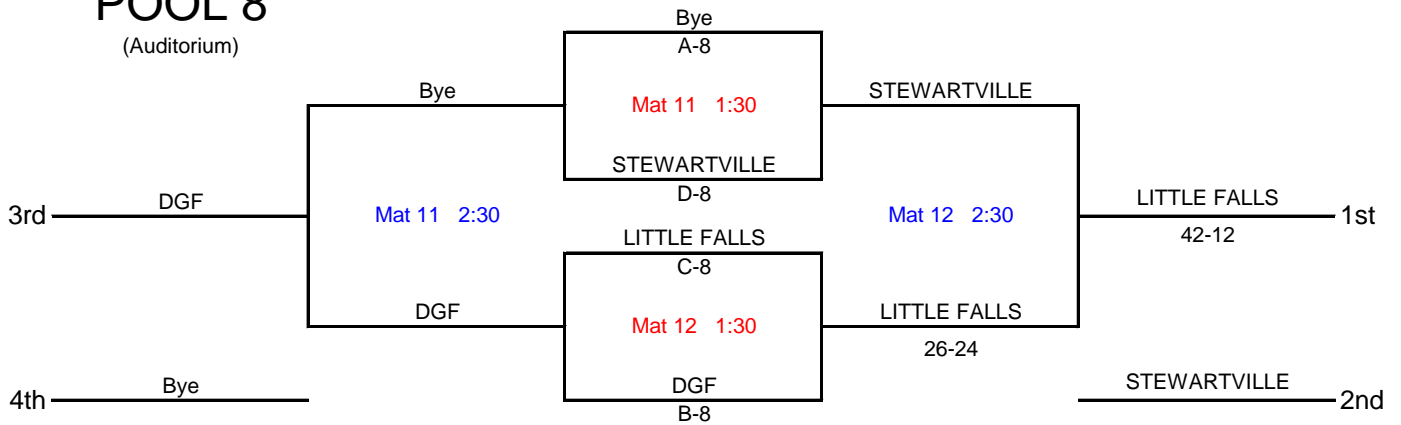 POOL 8
(Auditorium)
Bye
A-8
Bye
Mat 11 1:30
STEWARTVILLE
STEWARTVILLE
D-8
3rd
DGF
Mat 11 2:30
Mat 12 2:30
LITTLE FALLS
1st
42-12
LITTLE FALLS
C-8
DGF
Mat 12 1:30
LITTLE FALLS
26-24
4th
Bye
DGF
B-8
STEWARTVILLE
2nd